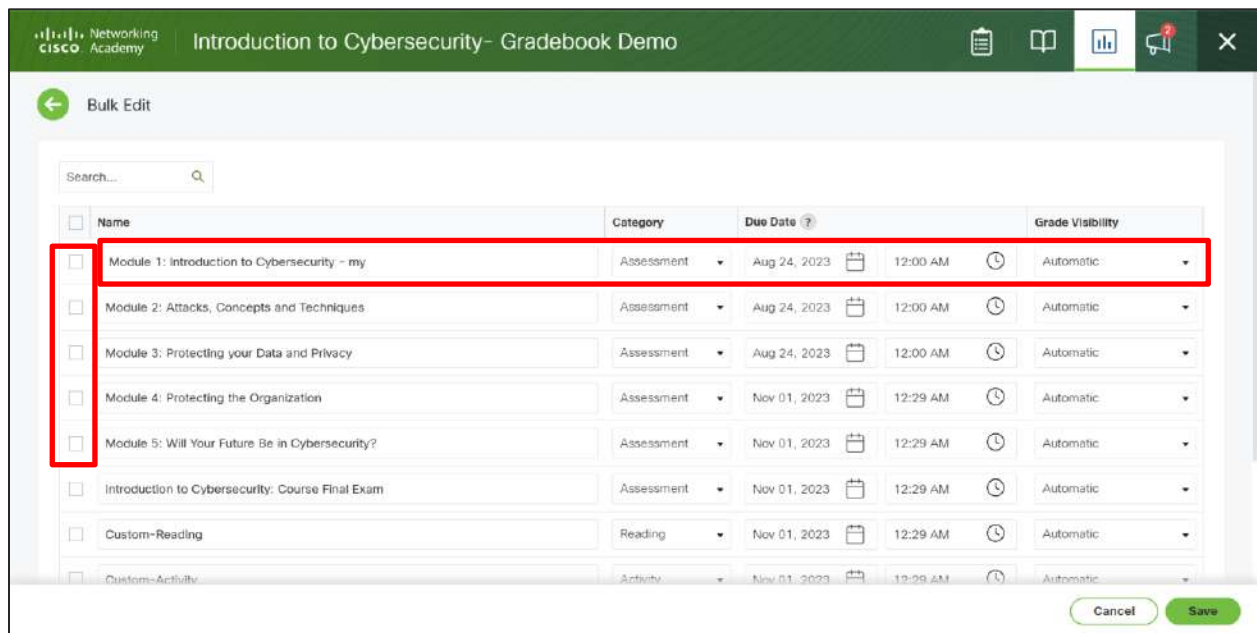 Networking
CISCO Academy
Introduction to Cybersecurity- Gradebook Demo
2
Bulk Edit
Search...
Name Category Due Date ? Grade Visibility
Module 1: Introduction to Cybersecurity - my Assessment Aug 24, 2023 12:00 AM Automatic
Module 2: Attacks, Concepts and Techniques Assessment Aug 24, 2023 12:00 AM Automatic
Module 3: Protecting your Data and Privacy Assessment Aug 24, 2023 12:00 AM Automatic
Module 4: Protecting the Organization Assessment Nov 01, 2023 12:29 AM Automatic
Module 5: Will Your Future Be in Cybersecurity? Assessment Nov 01, 2023 12:29 AM Automatic
Introduction to Cybersecurity: Course Final Exam Assessment Nov 01, 2023 12:29 AM Automatic
Custom-Reading Reading Nov 01, 2023 12:29 AM Automatic
Custom-Activity Activity Nov 01, 2023 12:29 AM Automatic
Cancel Save